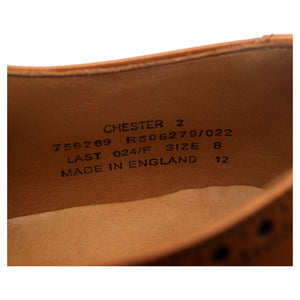 CHESTER 2
756269 R506279/022
LAST 024/F SIZE 8
MADE IN ENGLAND 12